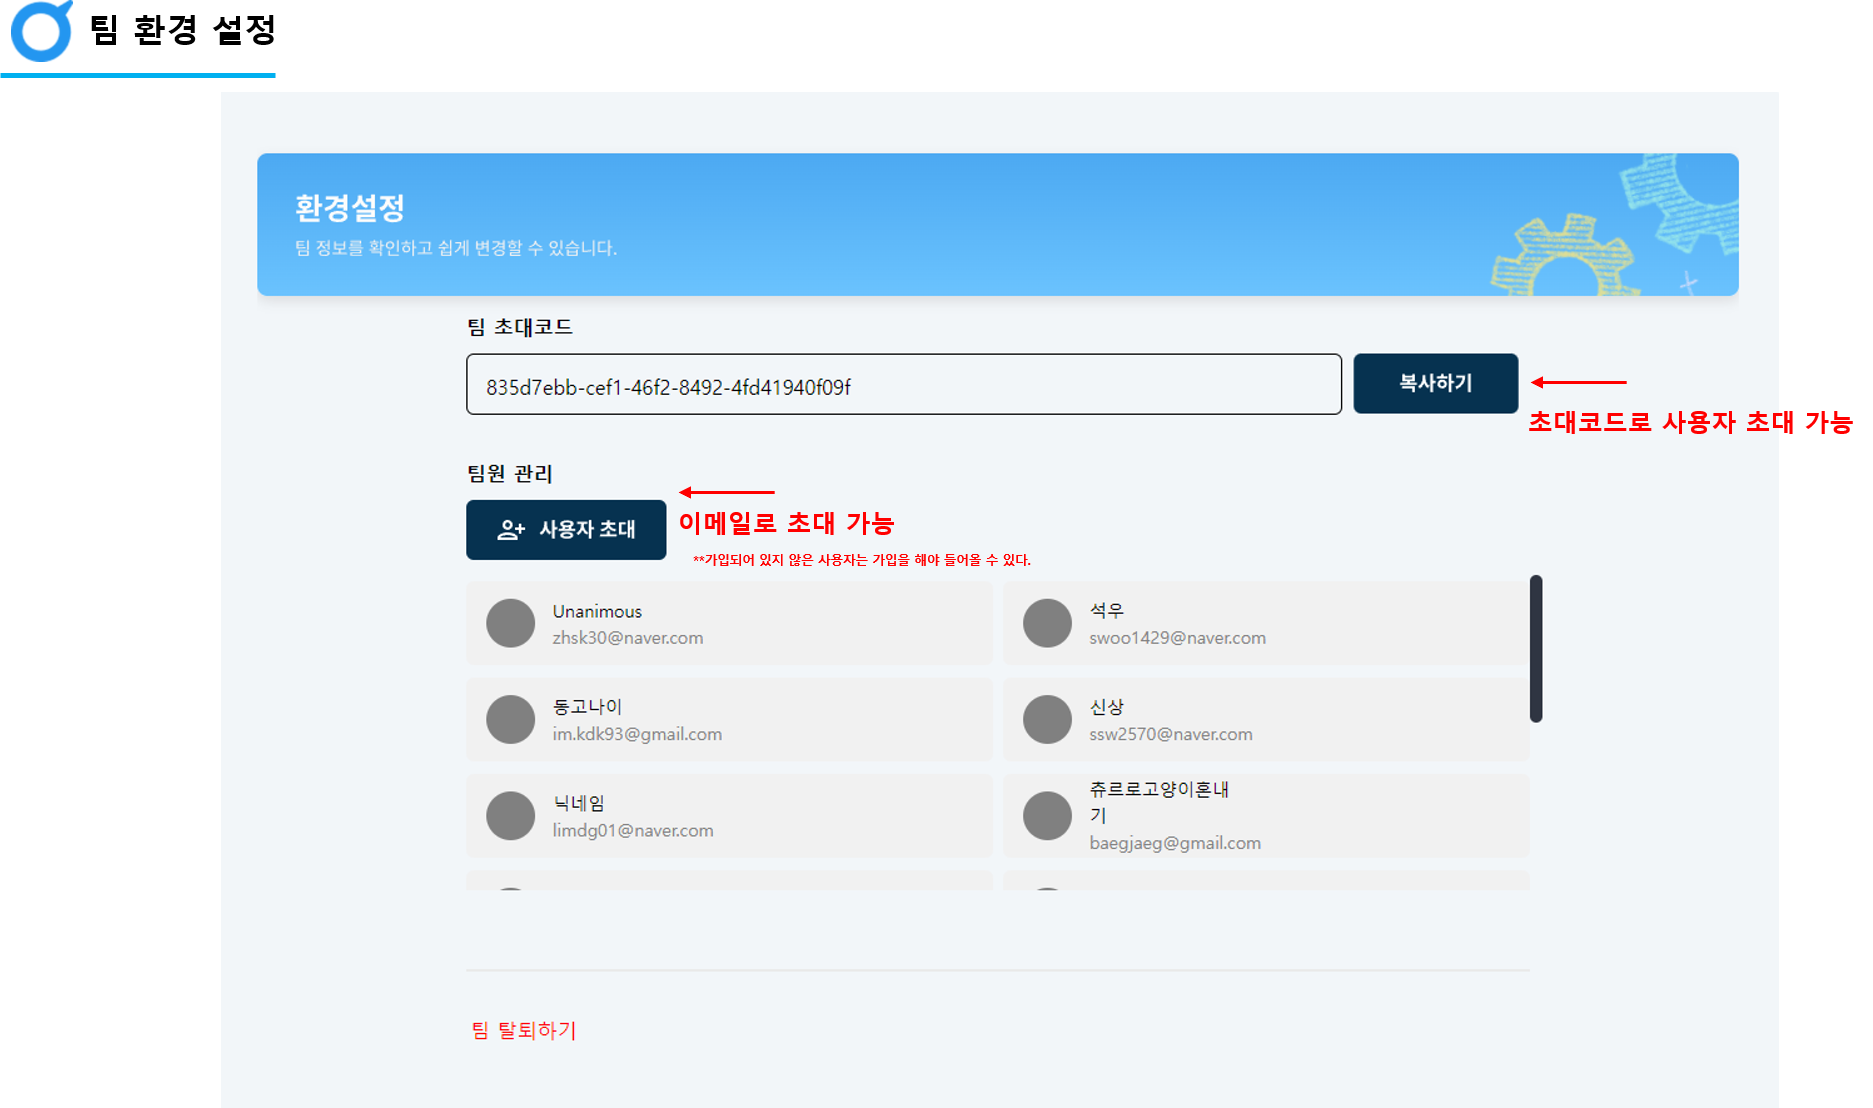 팀 환경 설정
환경설정
팀 정보를 확인하고 쉽게 변경할 수 있습니다.
팀 초대코드
835d7ebb-cef1-46f2-8492-4fd41940f09f
복사하기
초대코드로 사용자 초대 가능
팀원 관리
사용자 초대
이메일로 초대 가능
**가입되어 있지 않은 사용자는 가입을 해야 들어올 수 있다.
Unanimous
zhsk30@naver.com
석우
swoo1429@naver.com
동고나이
im.kdk93@gmail.com
신상
ssw2570@naver.com
닉네임
limdg01@naver.com
츄르로고양이혼내
기
baegjaeg@gmail.com
팀 탈퇴하기